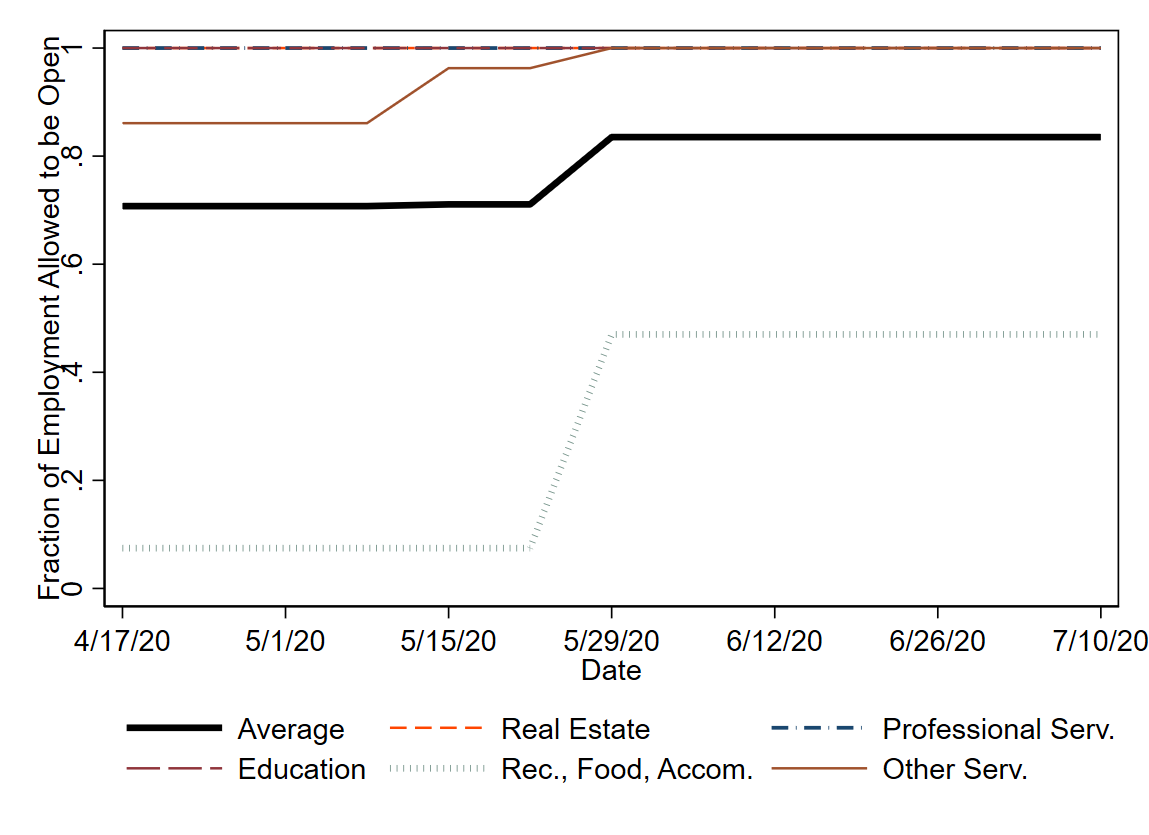 Fraction of Employment Allowed to be Open
1
.8
.6
.4
.2
0
4/17/20 5/1/20 5/15/20 5/29/20 6/12/20 6/26/20 7/10/20
Date
Average Real Estate Professional Serv.
Education Rec., Food, Accom. Other Serv.